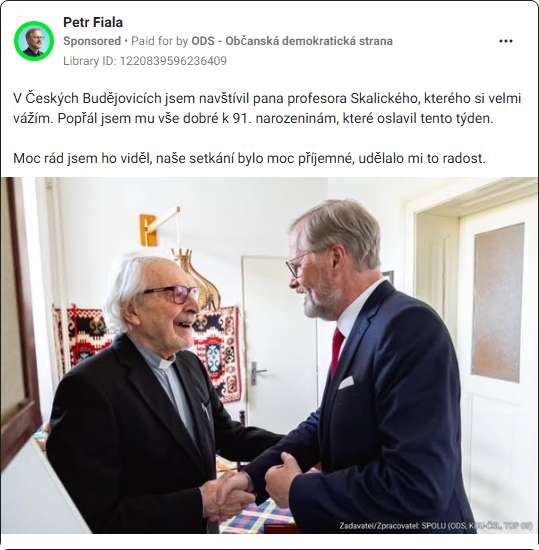 Petr Fiala
Sponsored • Paid for by ODS - Občanská demokratická strana
Library ID: 1220839596236409
V Českých Budějovicích jsem navštívil pana profesora Skalického, kterého si velmi
vážím. Popřál jsem mu vše dobré k 91. narozeninám, které oslavil tento týden.
Moc rád jsem ho viděl, naše setkání bylo moc příjemné, udělalo mi to radost.
Zadavatel/Zpracovatel: SPOLU (ODS, KDU-ČSL, TOP 09)